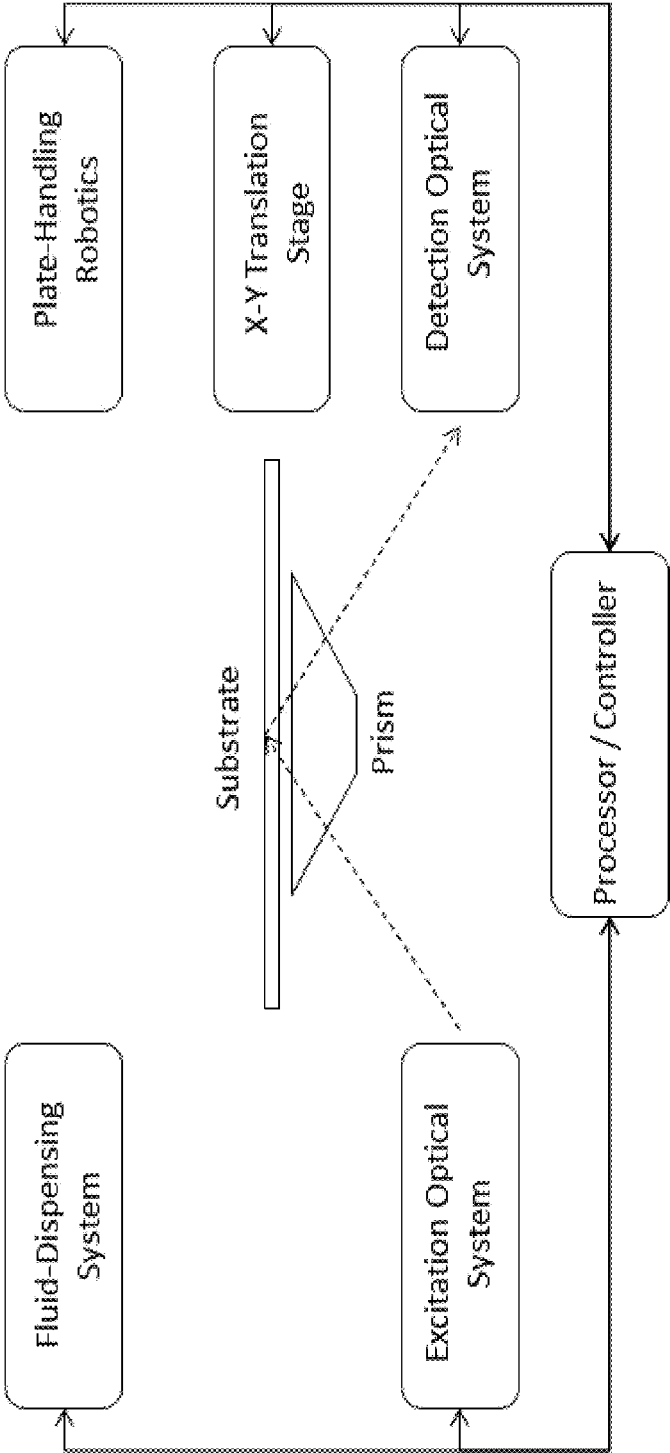 Fluid-Dispensing
System
Plate-Handling
Robotics
Substrate
X-Y Translation
Stage
Prism
Excitation Optical
System
Detection Optical
System
Processor / Controller